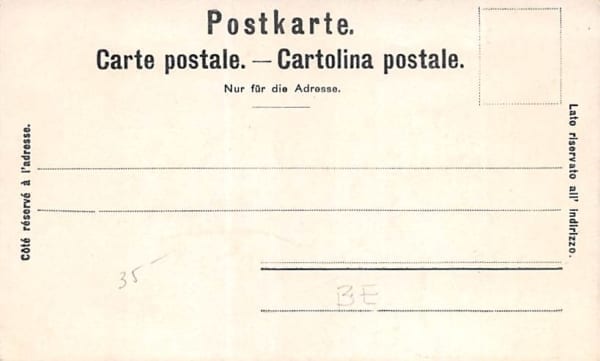 Postkarte.
Carte postale. — Cartolina postale.
Nur für die Adresse.
Côté réservé à l'adresse.
Lato riservato all' indirizzo.
35-
BE